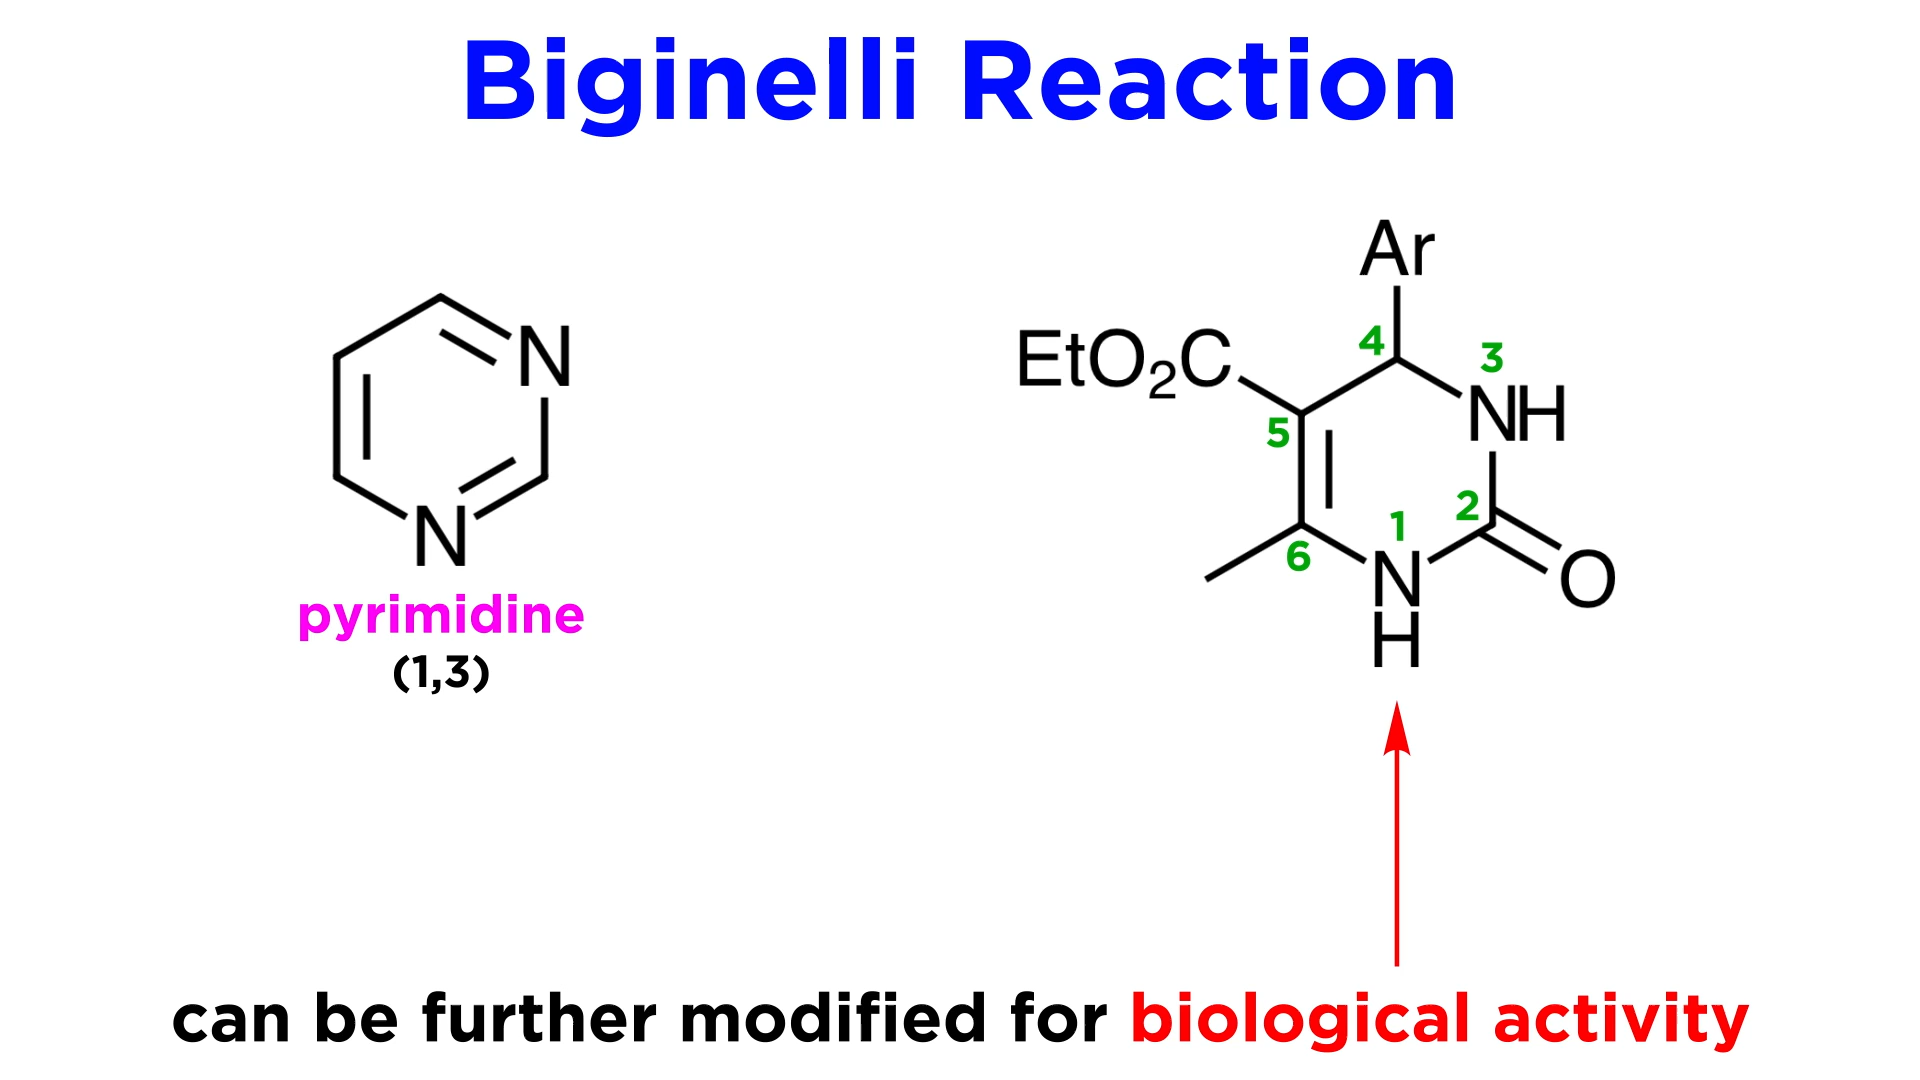 Biginelli Reaction
N
N
pyrimidine
(1,3)
Ar
EtO₂C
4
3
NH
5
2
1
6
N
H
O
can be further modified for biological activity